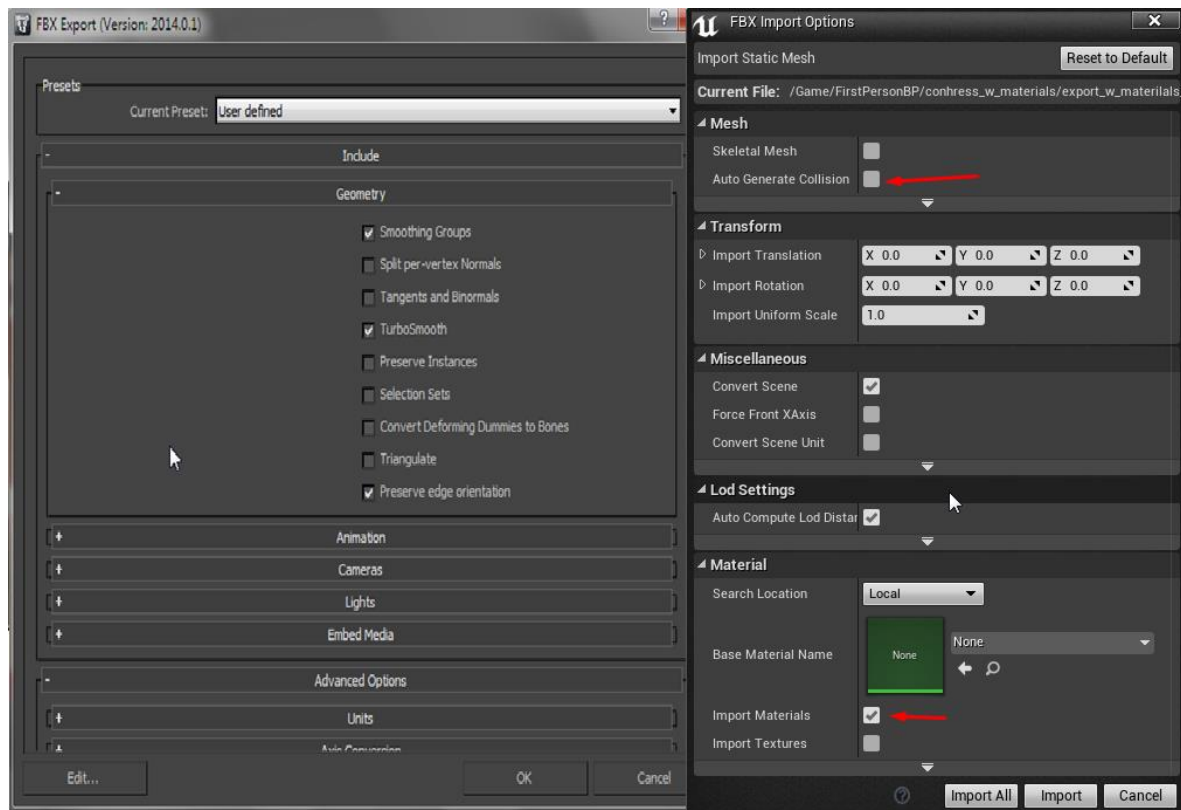 FBX Export (Version: 2014.0.1)
?
Presets
Current Preset: User defined
- Include
- Geometry
Smoothing Groups
Split per-vertex Normals
Tangents and Binormals
TurboSmooth
Preserve Instances
Selection Sets
Convert Deforming Dummies to Bones
Triangulate
Preserve edge orientation
+ Animation
+ Cameras
+ Lights
+ Embed Media
- Advanced Options
+ Units
+ Axis Conversion
Edit...
OK
Cancel
FBX Import Options
Import Static Mesh
Reset to Default
Current File: /Game/FirstPersonBP/conhress_w_materials/export_w_materilals
Mesh
Skeletal Mesh
Auto Generate Collision
Transform
Import Translation X 0.0 Y 0.0 Z 0.0
Import Rotation X 0.0 Y 0.0 Z 0.0
Import Uniform Scale 1.0
Miscellaneous
Convert Scene
Force Front XAxis
Convert Scene Unit
Lod Settings
Auto Compute Lod Distar
Material
Search Location Local
Base Material Name None None
Import Materials
Import Textures
? Import All Import Cancel